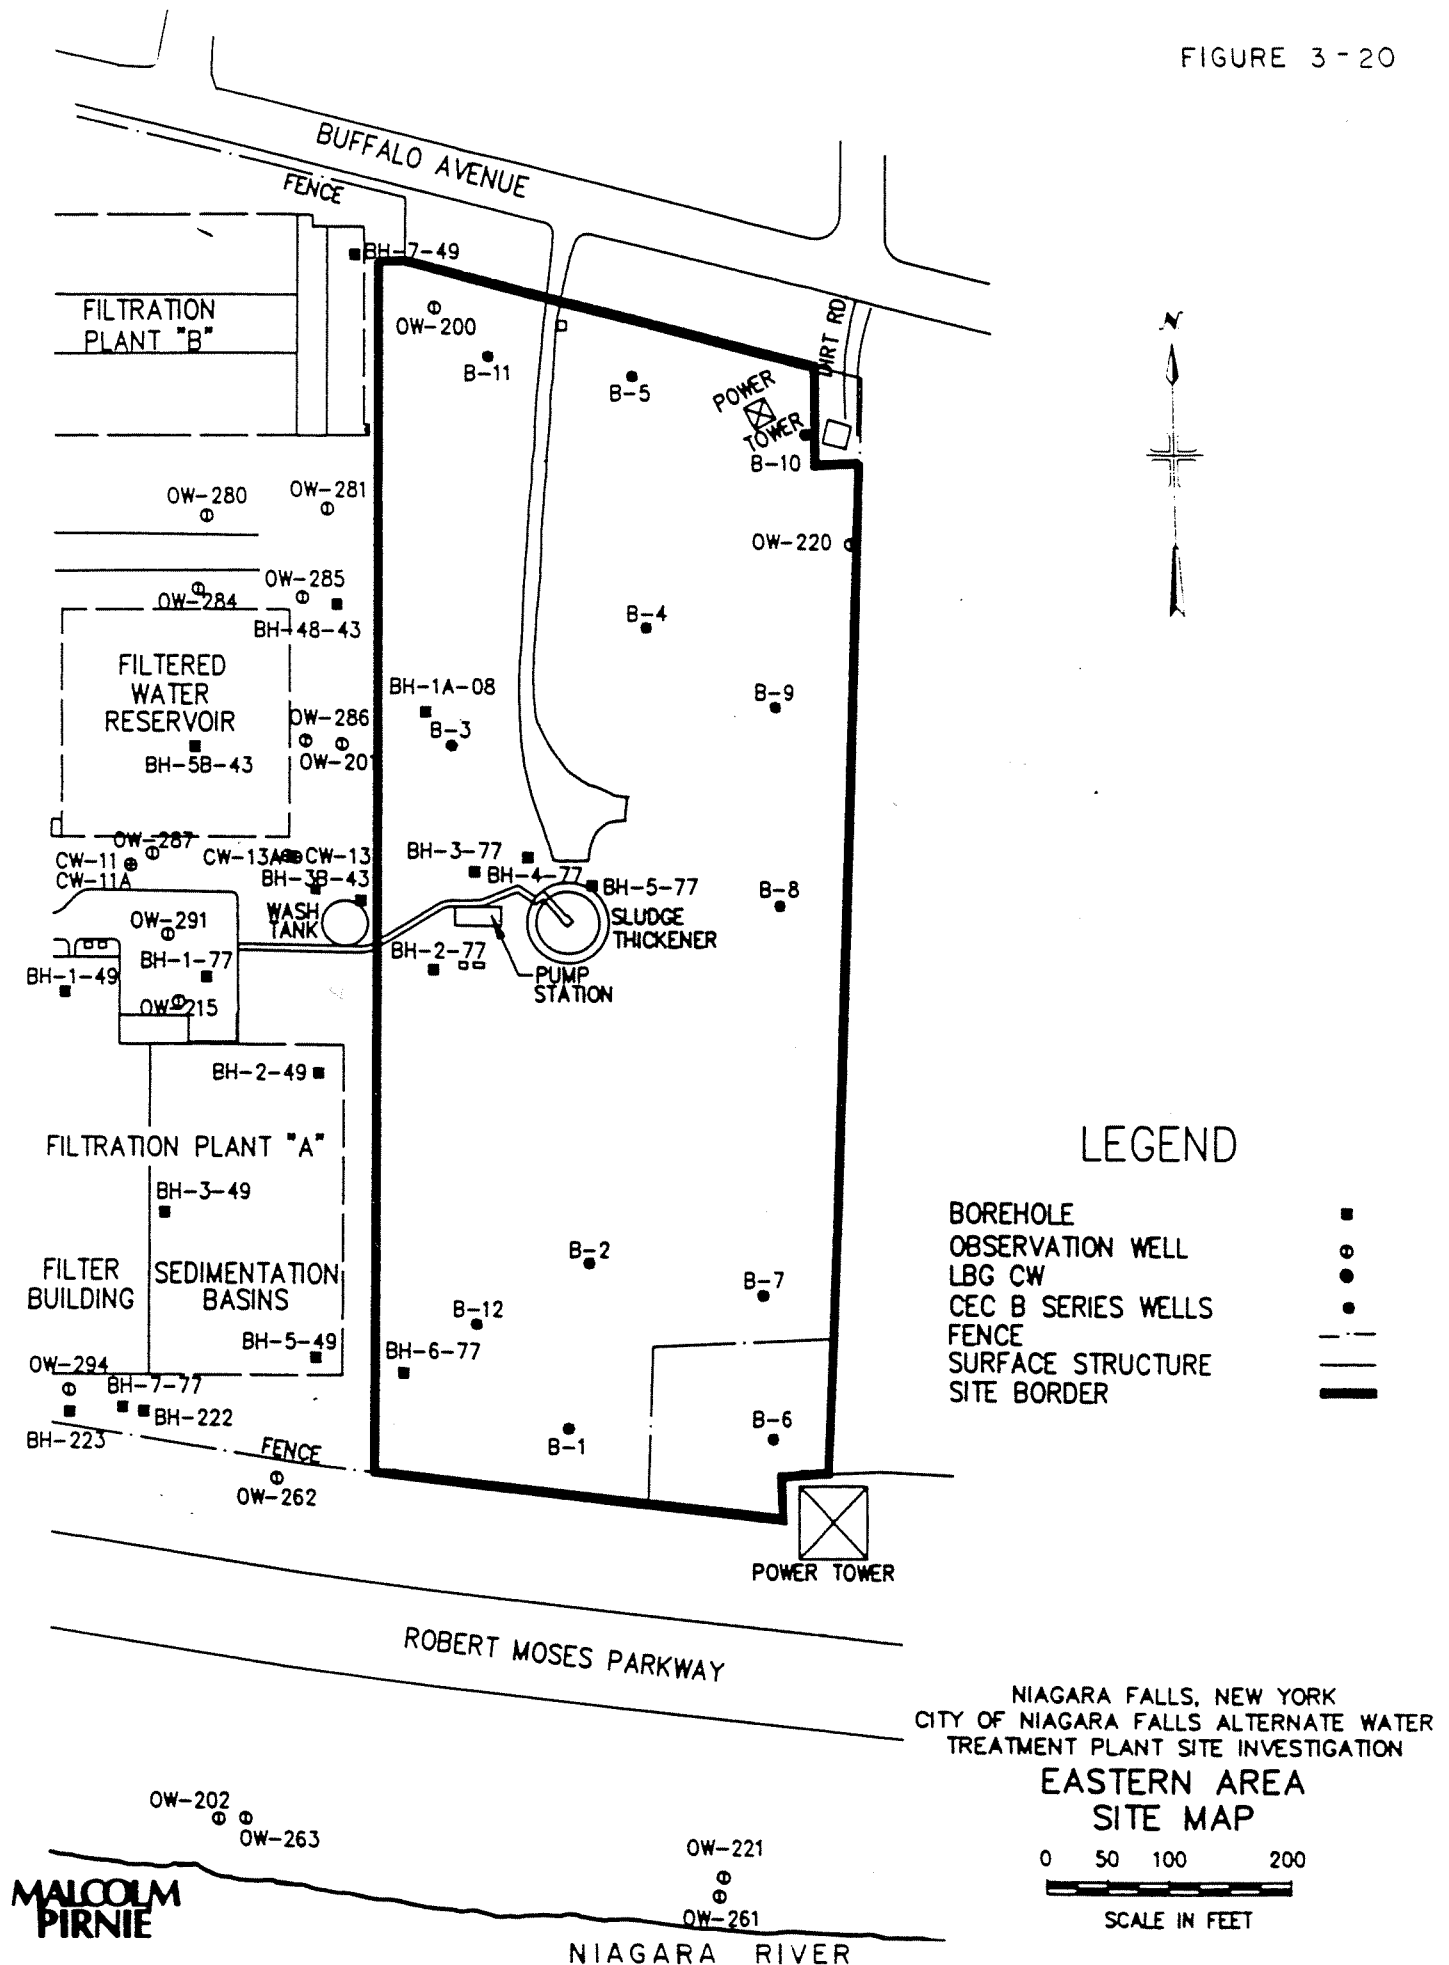 FIGURE 3-20
BUFFALO AVENUE
FENCE
BH-7-49
FILTRATION
PLANT "B"
OW-200
B-11
B-5
DIRT RD
POWER
TOWER
B-10
N
OW-280
OW-281
OW-220
OW-284
OW-285
BH-48-43
B-4
FILTERED
WATER
RESERVOIR
BH-1A-08
B-3
B-9
OW-286
OW-201
BH-5B-43
OW-287
CW-11
CW-11A
CW-13A
CW-13
BH-3B-43
BH-3-77
BH-4-77
BH-5-77
B-8
WASH
TANK
SLUDGE
THICKENER
OW-291
BH-1-77
BH-1-49
OW-215
BH-2-77
PUMP
STATION
BH-2-49
FILTRATION PLANT "A"
BH-3-49
FILTER
BUILDING
SEDIMENTATION
BASINS
B-2
B-7
B-12
BH-5-49
BH-6-77
OW-294
BH-7-77
BH-222
BH-223
B-1
B-6
FENCE
OW-262
POWER TOWER
LEGEND
BOREHOLE
OBSERVATION WELL
LBG CW
CEC B SERIES WELLS
FENCE
SURFACE STRUCTURE
SITE BORDER
ROBERT MOSES PARKWAY
NIAGARA FALLS, NEW YORK
CITY OF NIAGARA FALLS ALTERNATE WATER
TREATMENT PLANT SITE INVESTIGATION
EASTERN AREA
SITE MAP
0 50 100 200
SCALE IN FEET
OW-202
OW-263
OW-221
OW-261
MALCOLM
PIRNIE
NIAGARA RIVER